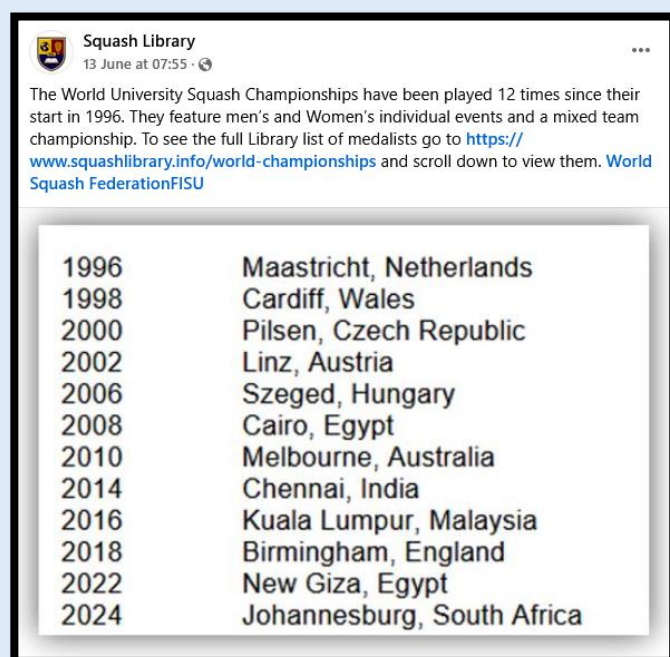 Squash Library
13 June at 07:55 ·
The World University Squash Championships have been played 12 times since their
start in 1996. They feature men's and Women's individual events and a mixed team
championship. To see the full Library list of medalists go to https://
www.squashlibrary.info/world-championships and scroll down to view them. World
Squash FederationFISU
1996 Maastricht, Netherlands
1998 Cardiff, Wales
2000 Pilsen, Czech Republic
2002 Linz, Austria
2006 Szeged, Hungary
2008 Cairo, Egypt
2010 Melbourne, Australia
2014 Chennai, India
2016 Kuala Lumpur, Malaysia
2018 Birmingham, England
2022 New Giza, Egypt
2024 Johannesburg, South Africa